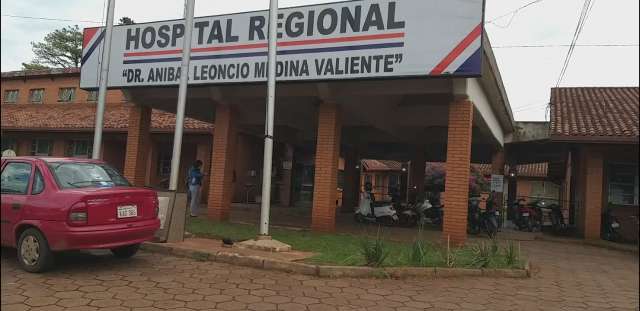 HOSPITAL REGIONAL
"DR. ANIBAL LEONCIO MEDINA VALIENTE"